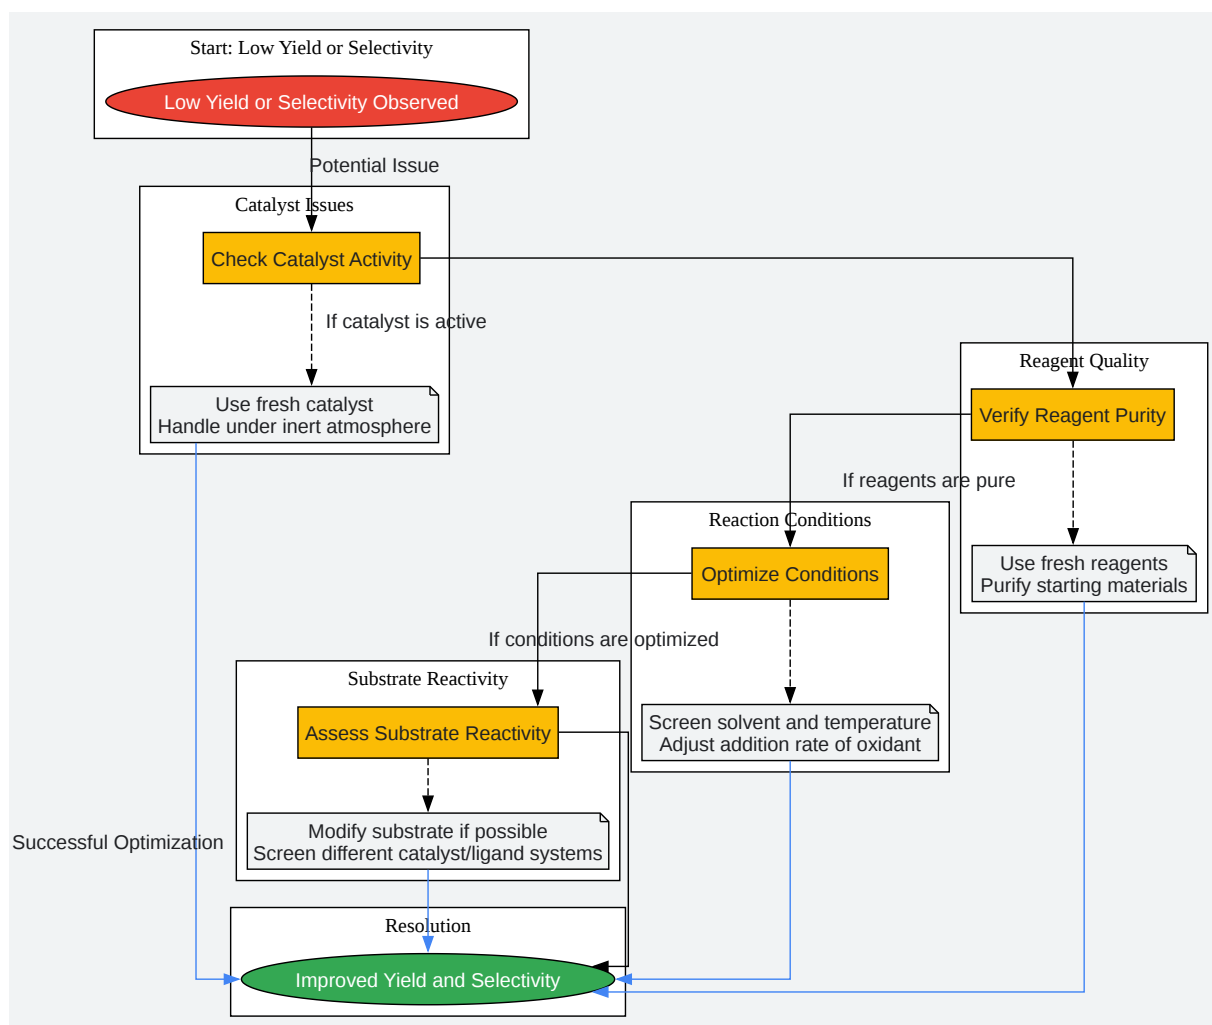 Start: Low Yield or Selectivity
Low Yield or Selectivity Observed
Potential Issue
Catalyst Issues
Check Catalyst Activity
If catalyst is active
Use fresh catalyst
Handle under inert atmosphere
Reagent Quality
Verify Reagent Purity
If reagents are pure
Use fresh reagents
Purify starting materials
Reaction Conditions
Optimize Conditions
If conditions are optimized
Screen solvent and temperature
Adjust addition rate of oxidant
Substrate Reactivity
Assess Substrate Reactivity
Modify substrate if possible
Screen different catalyst/ligand systems
Successful Optimization
Resolution
Improved Yield and Selectivity